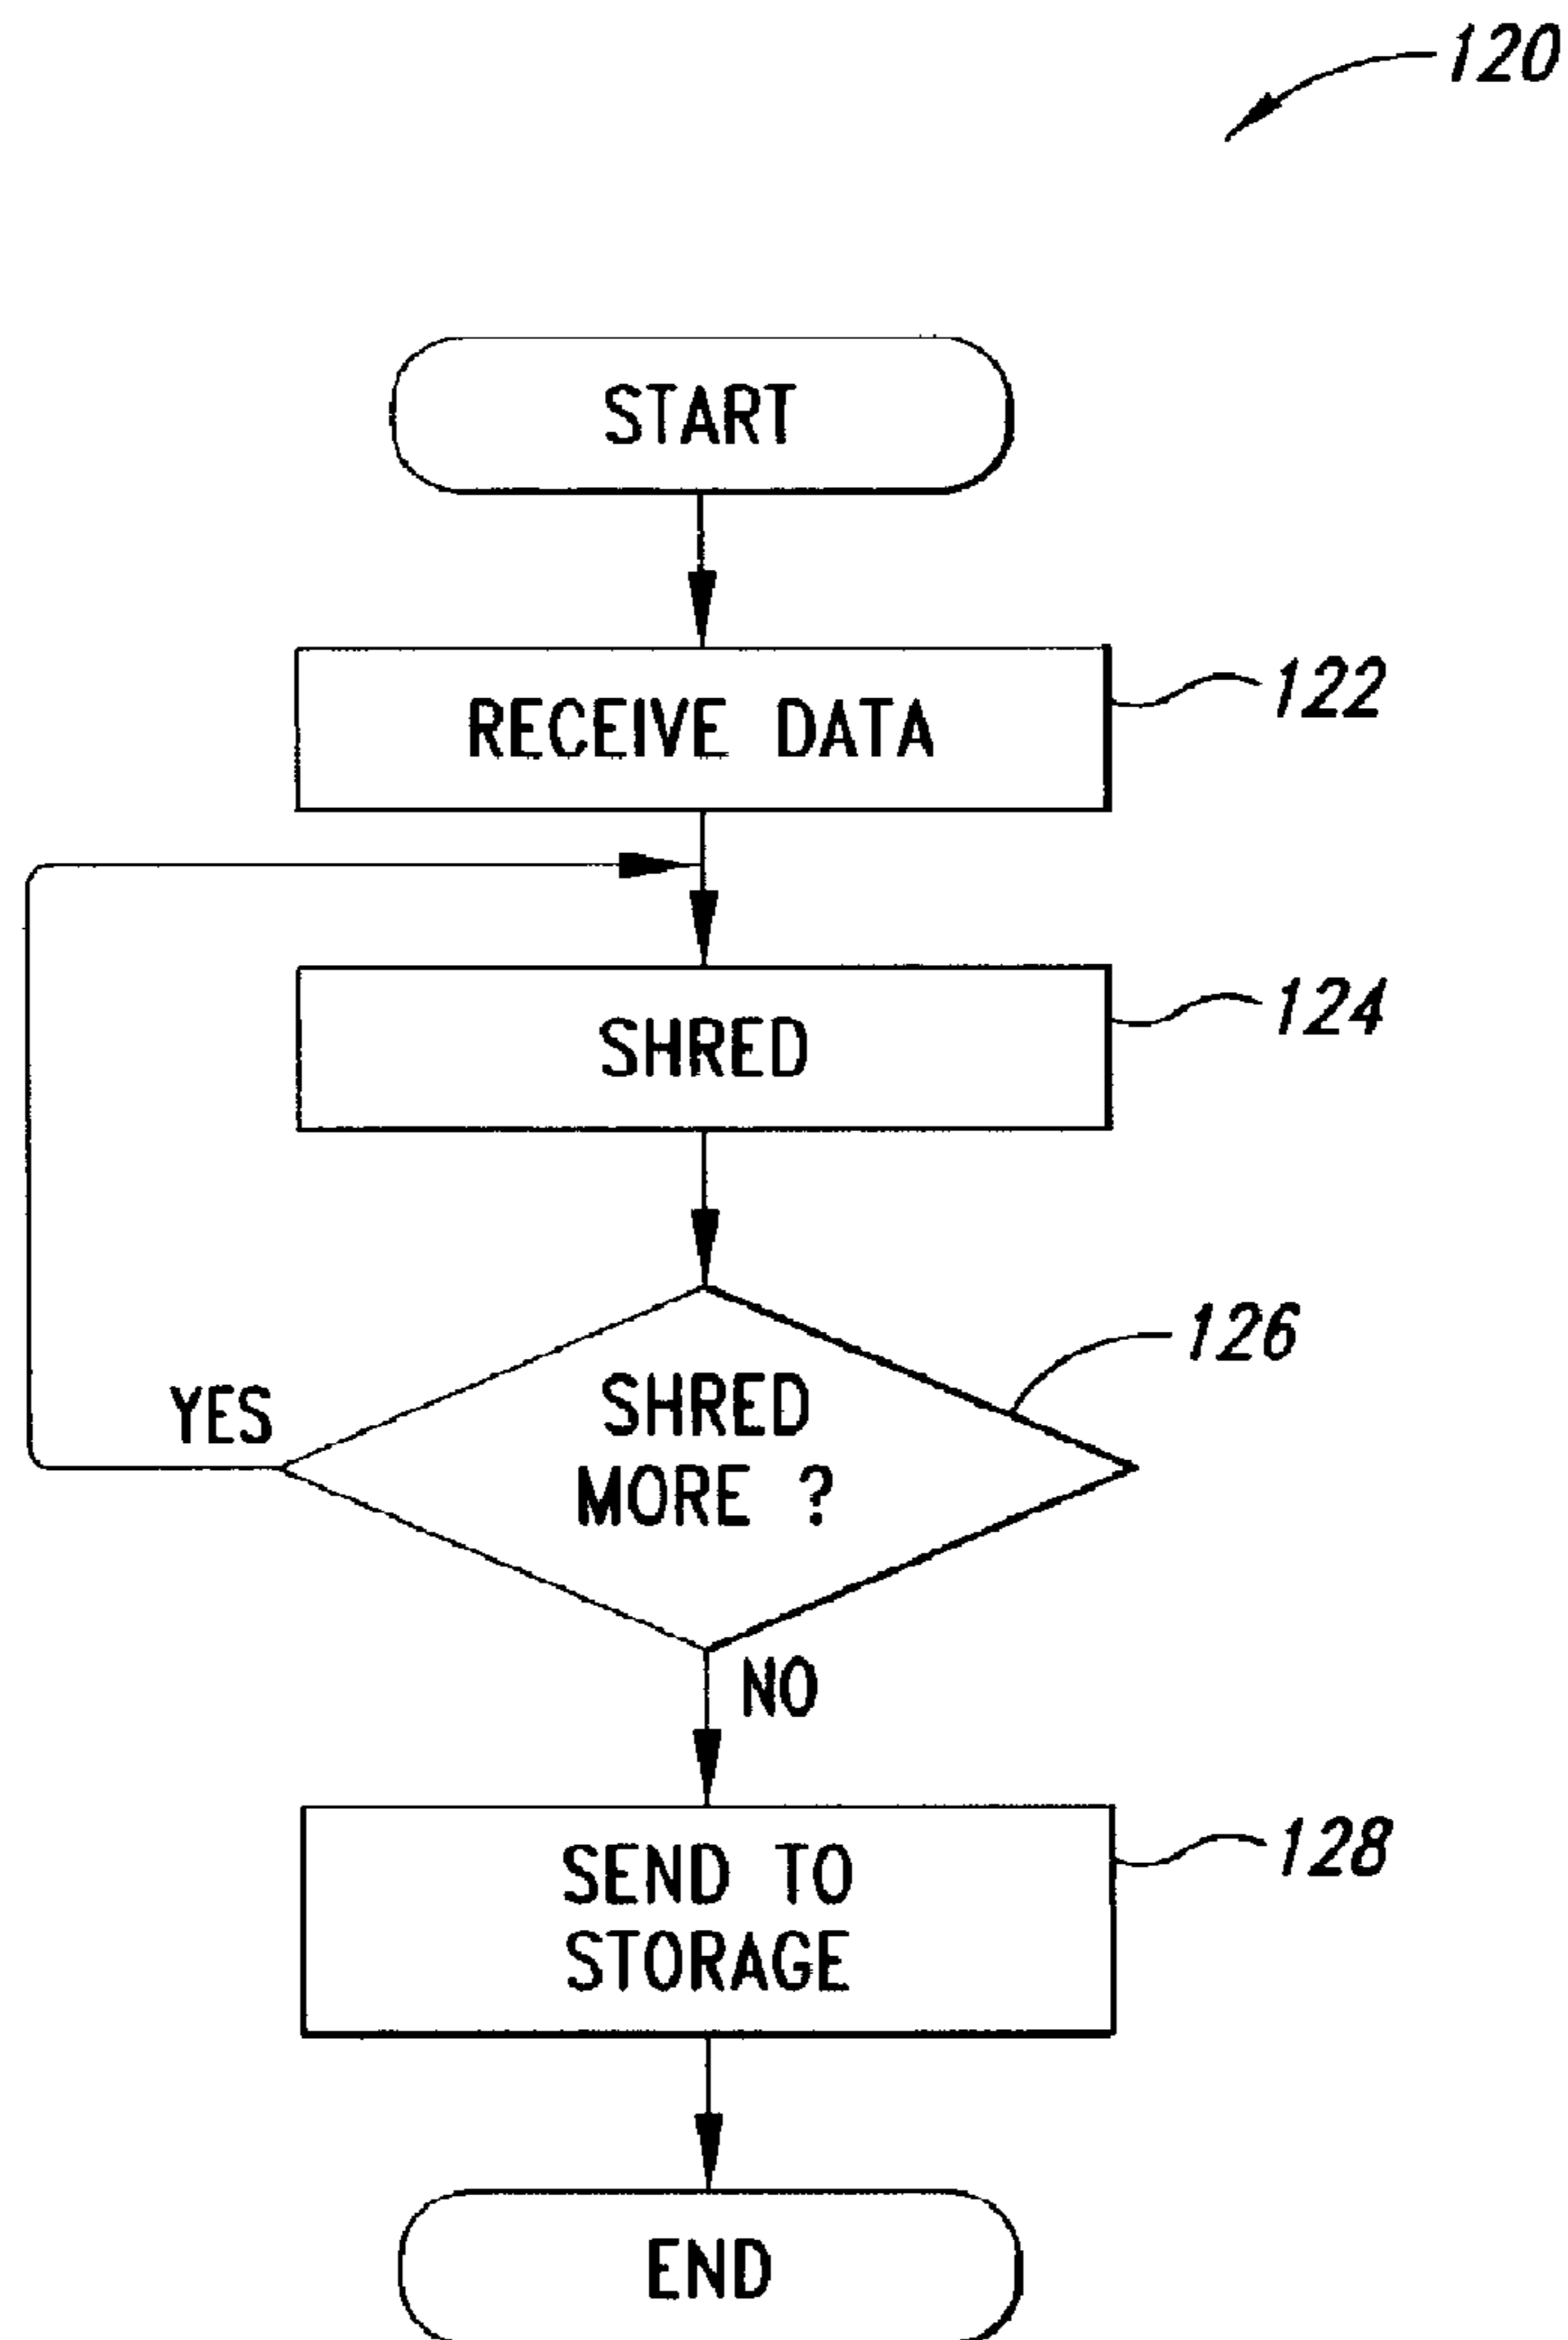 120
START
RECEIVE DATA
122
SHRED
124
SHRED
MORE ?
126
YES
NO
SEND TO
STORAGE
128
END